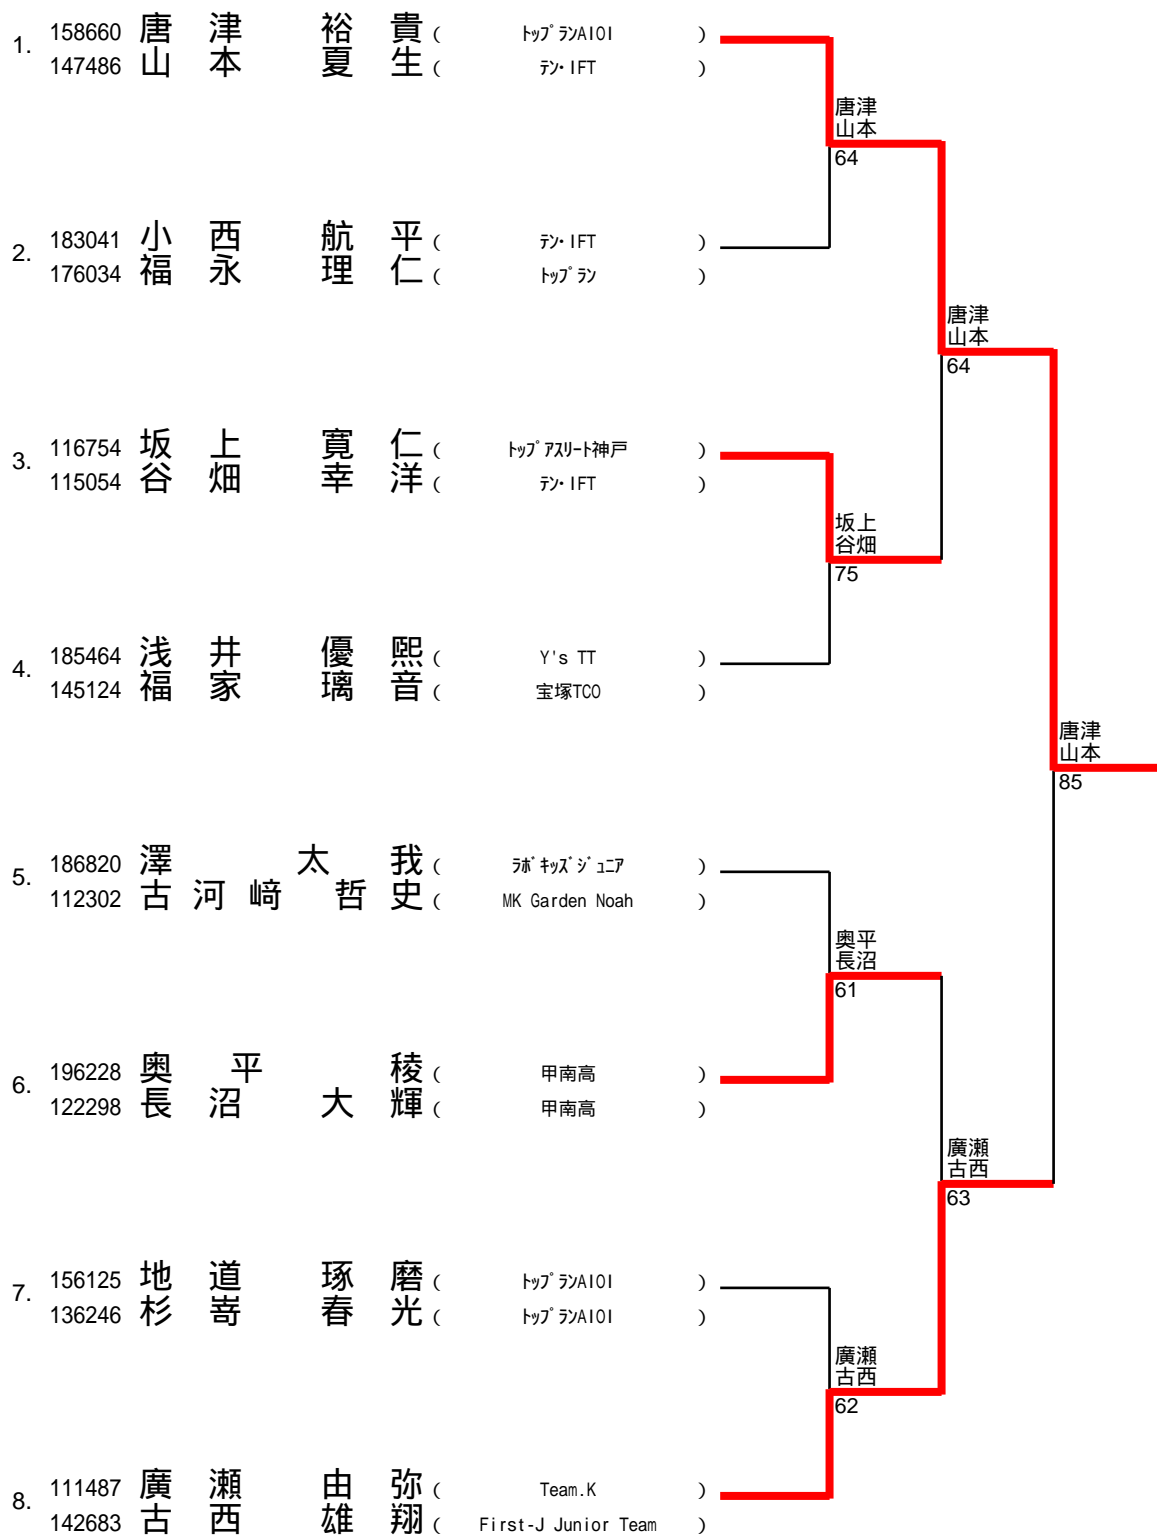 1. 158660 唐津 裕貴 ( ﾄｯﾌﾟﾗﾝAIOI )
147486 山本 夏生 ( ﾃﾝ･IFT )
唐津
山本
64
2. 183041 小西 航平 ( ﾃﾝ･IFT )
176034 福永 理仁 ( ﾄｯﾌﾟﾗﾝ )
唐津
山本
64
3. 116754 坂上 寛仁 ( ﾄｯﾌﾟｱｽﾘｰﾄ神戸 )
115054 谷畑 幸洋 ( ﾃﾝ･IFT )
坂上
谷畑
75
4. 185464 浅井 優熙 ( Y's TT )
145124 福家 璃音 ( 宝塚TCO )
唐津
山本
85
5. 186820 澤 太我 ( ﾗﾎﾞｷｯｽﾞｼﾞｭﾆｱ )
112302 古河﨑 哲史 ( MK Garden Noah )
奥平
長沼
61
6. 196228 奥平 稜 ( 甲南高 )
122298 長沼 大輝 ( 甲南高 )
廣瀬
古西
63
7. 156125 地道 琢磨 ( ﾄｯﾌﾟﾗﾝAIOI )
136246 杉嵜 春光 ( ﾄｯﾌﾟﾗﾝAIOI )
廣瀬
古西
62
8. 111487 廣瀬 由弥 ( Team.K )
142683 古西 雄翔 ( First-J Junior Team )